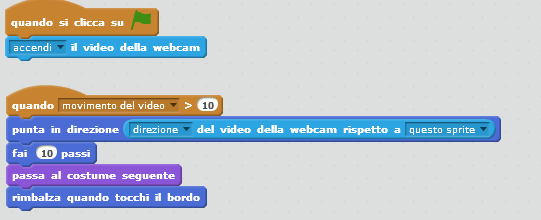 quando si clicca su
accendi il video della webcam
quando movimento del video > 10
punta in direzione direzione del video della webcam rispetto a questo sprite
fai 10 passi
passa al costume seguente
rimbalza quando tocchi il bordo